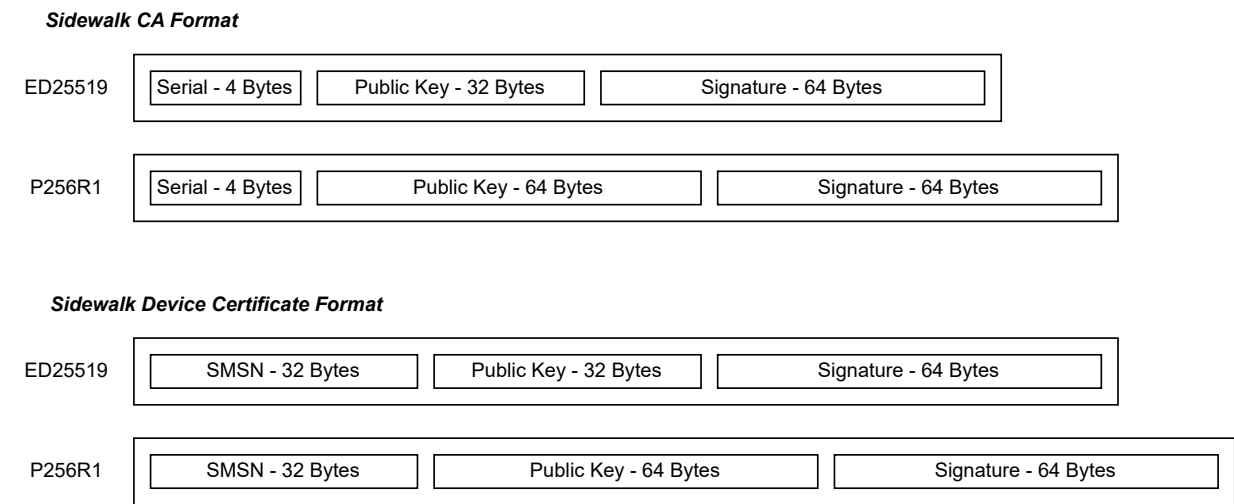 Sidewalk CA Format
ED25519 Serial - 4 Bytes Public Key - 32 Bytes Signature - 64 Bytes
P256R1 Serial - 4 Bytes Public Key - 64 Bytes Signature - 64 Bytes
Sidewalk Device Certificate Format
ED25519 SMSN - 32 Bytes Public Key - 32 Bytes Signature - 64 Bytes
P256R1 SMSN - 32 Bytes Public Key - 64 Bytes Signature - 64 Bytes